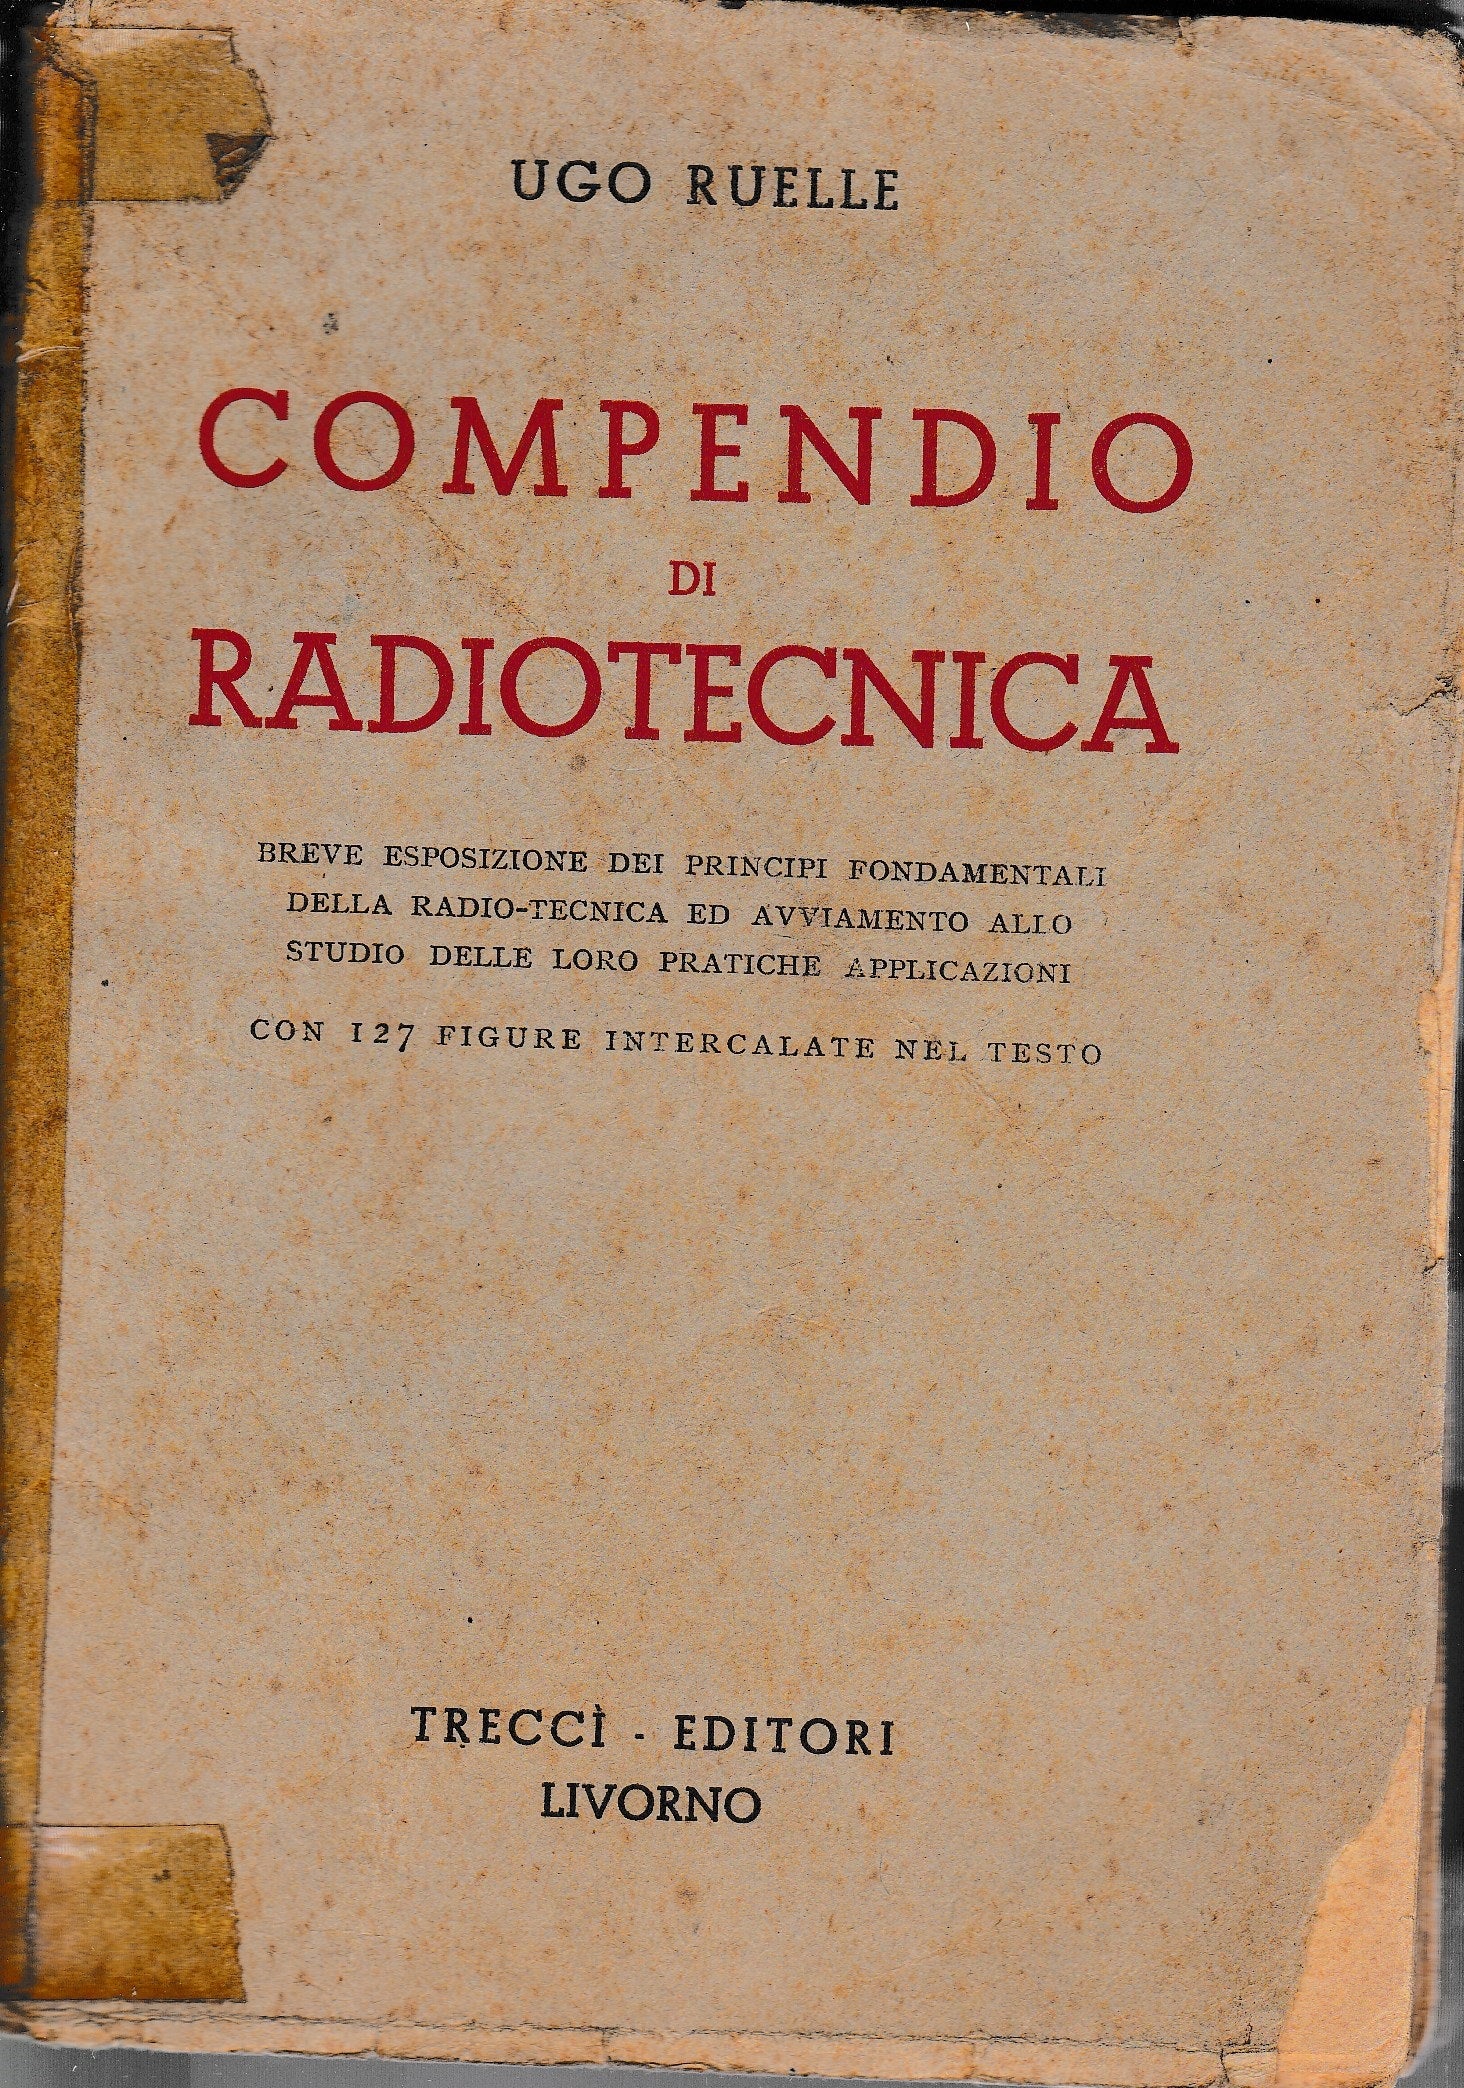 UGO RUELLE
COMPENDIO
DI
RADIOTECNICA
BREVE ESPOSIZIONE DEI PRINCIPI FONDAMENTALI
DELLA RADIO-TECNICA ED AVVIAMENTO ALLO
STUDIO DELLE LORO PRATICHE APPLICAZIONI
CON 127 FIGURE INTERCALATE NEL TESTO
TRECCÌ - EDITORI
LIVORNO